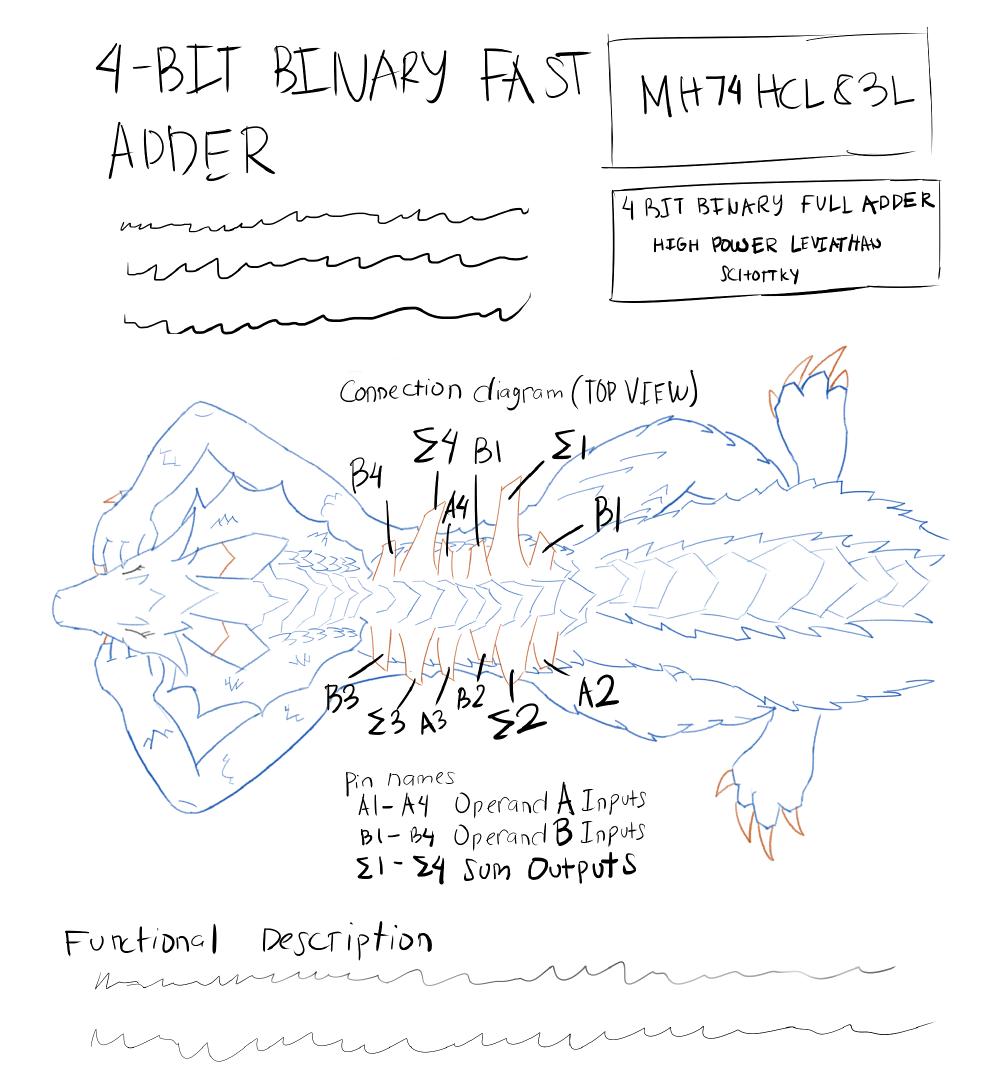 4-BIT BINARY FAST
ADDER
MH74HCL83L
4 BIT BINARY FULL ADDER
HIGH POWER LEVIATHAN
SCHOTTKY
Connection diagram (TOP VIEW)
B4
Σ4
A4
B1
Σ1
B1
B3
Σ3
A3
B2
Σ2
A2
Pin names
A1-A4 Operand A Inputs
B1-B4 Operand B Inputs
Σ1-Σ4 Sum Outputs
Functional Description